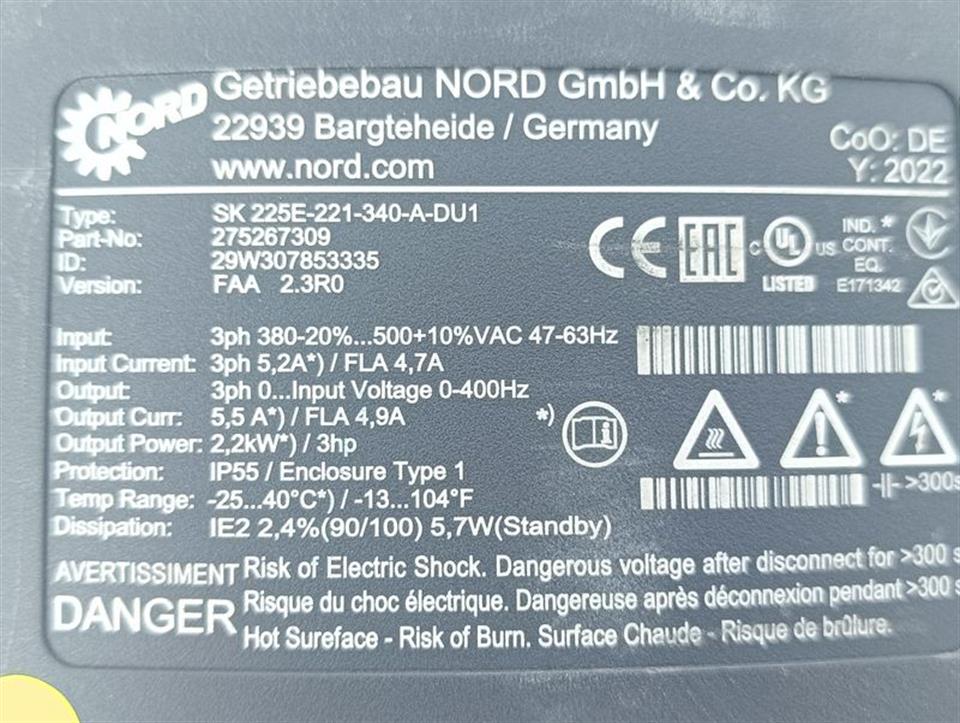 NORD
Getriebebau NORD GmbH & Co. KG
22939 Bargteheide / Germany
www.nord.com
CoO: DE
Y: 2022
Type: SK 225E-221-340-A-DU1
Part-No: 275267309
ID: 29W307853335
Version: FAA 2.3R0
CE
EAC
C UL US
LISTED
IND. *
CONT.
EQ.
E171342
Input: 3ph 380-20%...500+10%VAC 47-63Hz
Input Current: 3ph 5,2A*) / FLA 4,7A
Output: 3ph 0...Input Voltage 0-400Hz
Output Curr: 5,5 A*) / FLA 4,9A
Output Power: 2,2kW*) / 3hp
Protection: IP55 / Enclosure Type 1
Temp Range: -25...40°C*) / -13...104°F
Dissipation: IE2 2,4%(90/100) 5,7W(Standby)
*)
*
*
>300s
AVERTISSIMENT Risk of Electric Shock. Dangerous voltage after disconnect for >300 s
DANGER Risque du choc électrique. Dangereuse après déconnexion pendant >300 s
Hot Sureface - Risk of Burn. Surface Chaude - Risque de brûlure.